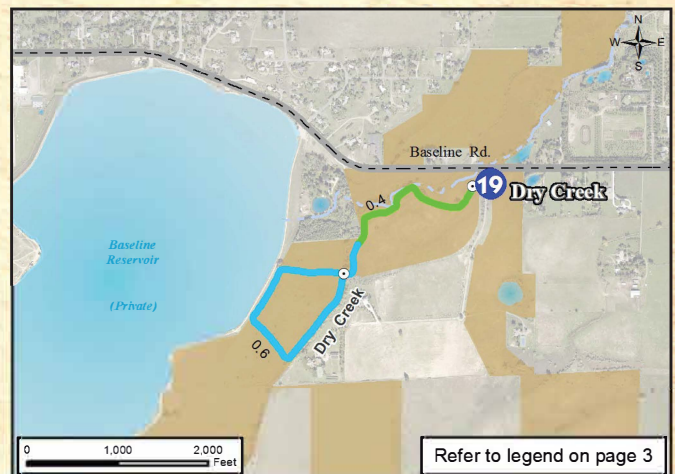 N
W E
S
Baseline Rd.
19 Dry Creek
0.4
Baseline
Reservoir
(Private)
Dry Creek
0.6
0 1,000 2,000
Feet
Refer to legend on page 3